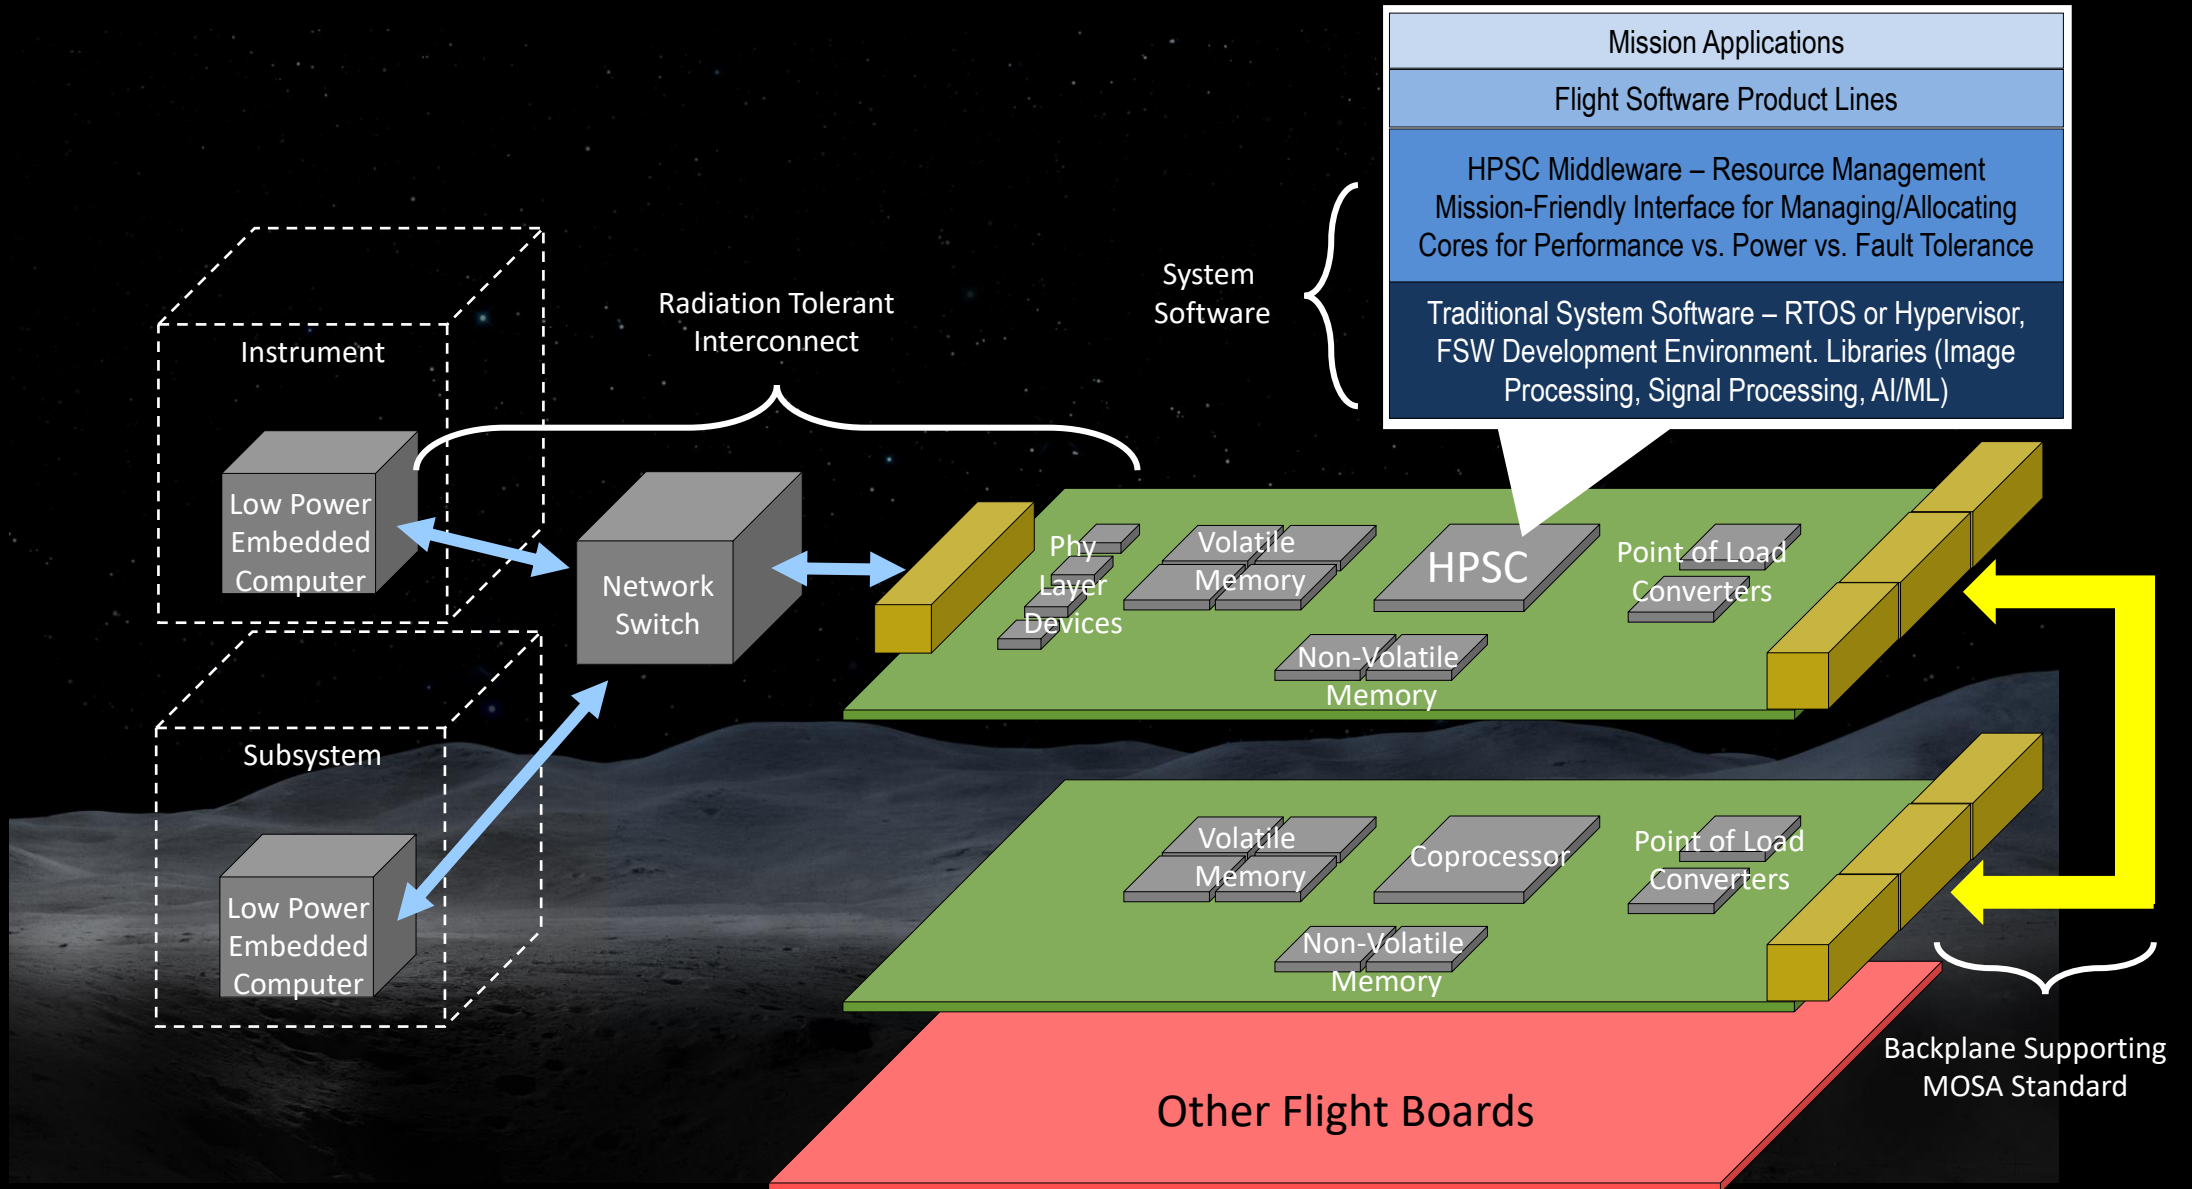 Mission Applications
Flight Software Product Lines
HPSC Middleware – Resource Management
Mission-Friendly Interface for Managing/Allocating
Cores for Performance vs. Power vs. Fault Tolerance
Traditional System Software – RTOS or Hypervisor,
FSW Development Environment. Libraries (Image
Processing, Signal Processing, AI/ML)
System
Software
Radiation Tolerant
Interconnect
Instrument
Low Power
Embedded
Computer
Network
Switch
Phy
Layer
Devices
Volatile
Memory
HPSC
Point of Load
Converters
Non-Volatile
Memory
Subsystem
Low Power
Embedded
Computer
Volatile
Memory
Coprocessor
Point of Load
Converters
Non-Volatile
Memory
Backplane Supporting
MOSA Standard
Other Flight Boards